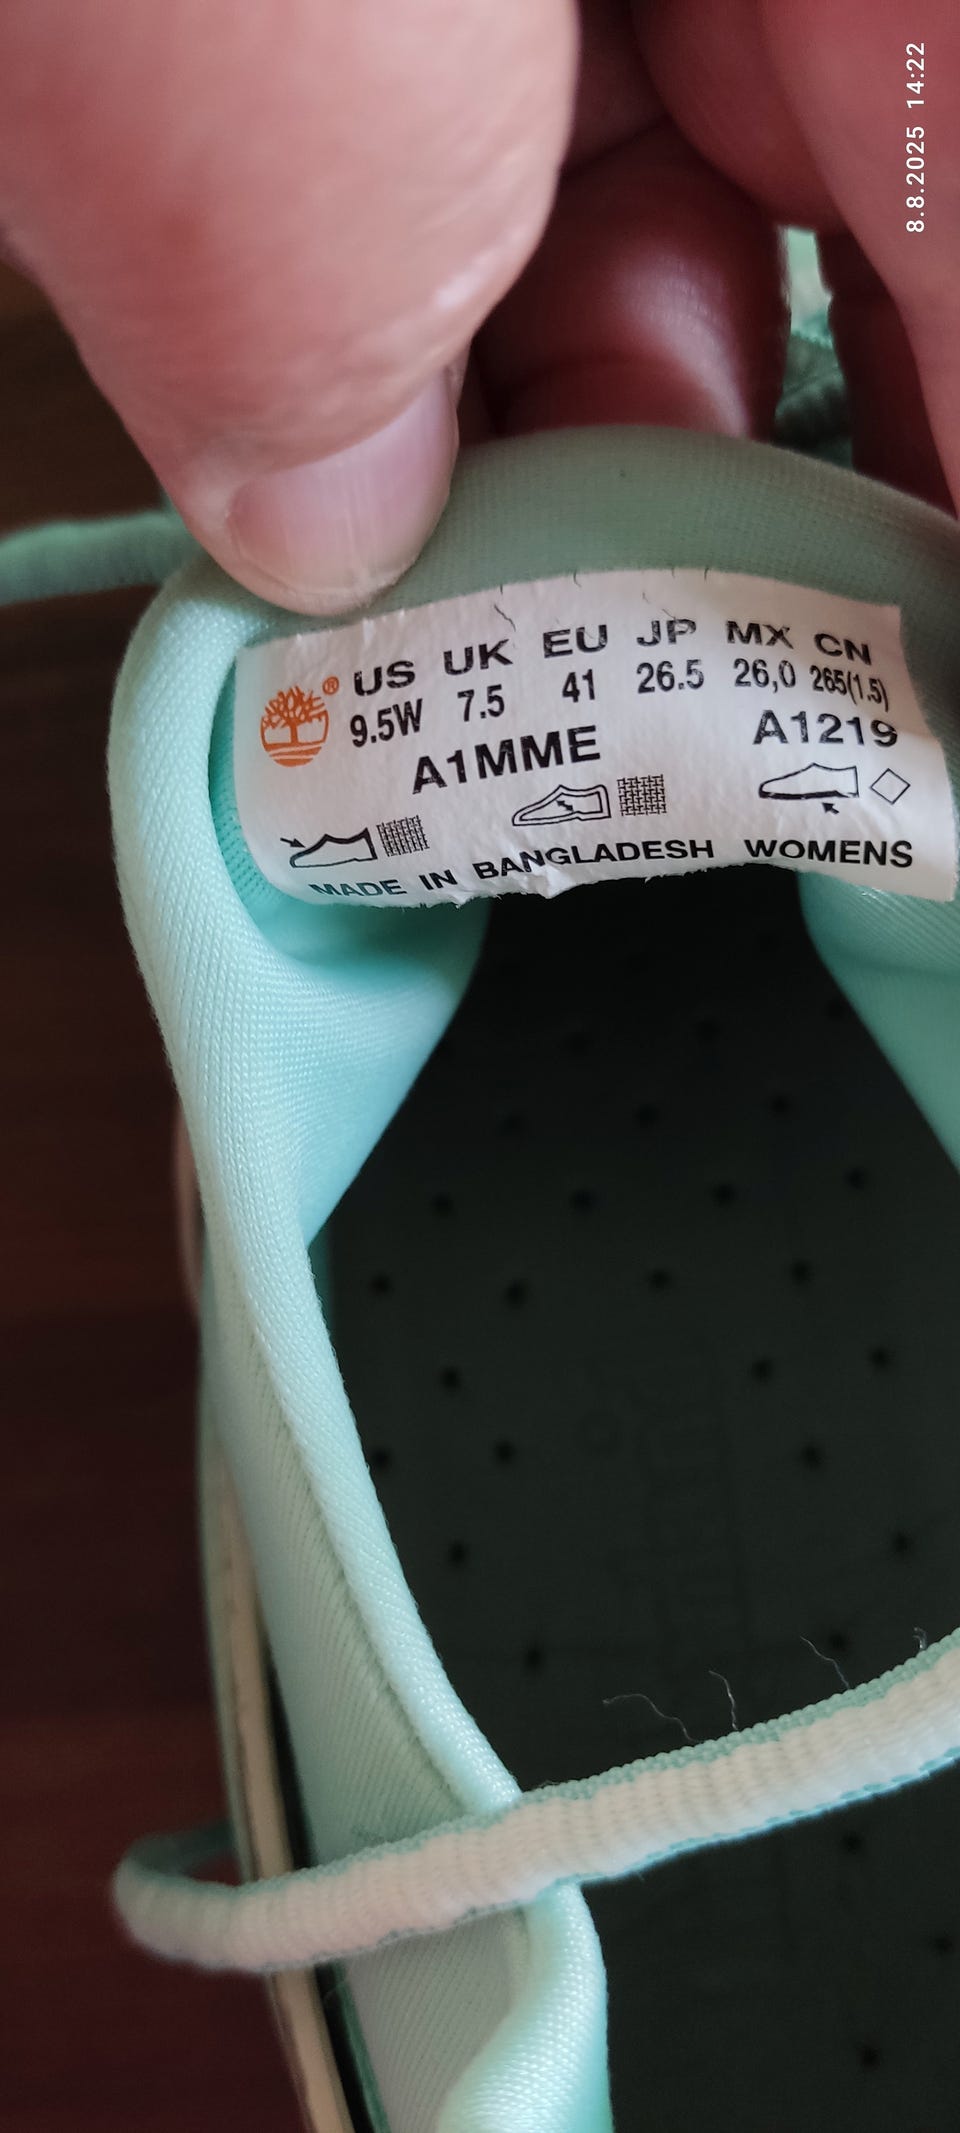 8.8.2025 14:22
® US UK EU JP MX CN
9.5W 7.5 41 26.5 26,0 265(1.5)
A1MME A1219
MADE IN BANGLADESH WOMENS